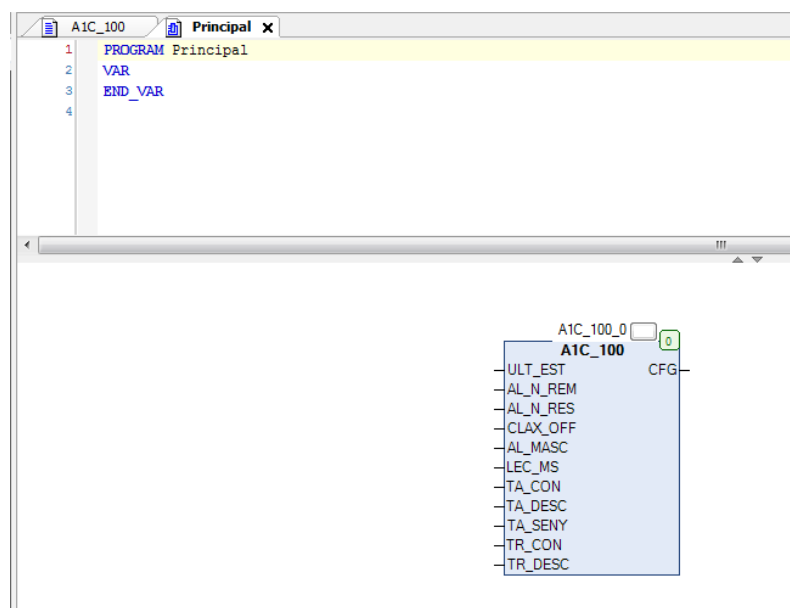 A1C_100 Principal X
1 PROGRAM Principal
2 VAR
3 END_VAR
4
A1C_100_0
0
A1C_100
ULT_EST CFG
AL_N_REM
AL_N_RES
CLAX_OFF
AL_MASC
LEC_MS
TA_CON
TA_DESC
TA_SENY
TR_CON
TR_DESC